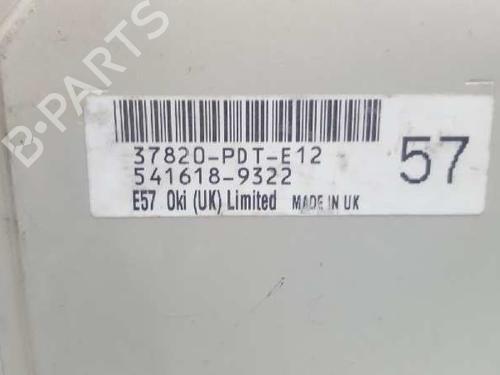 B-PARTS
37820-PDT-E12
541618-9322
57
E57 Oki (UK) Limited MADE IN UK